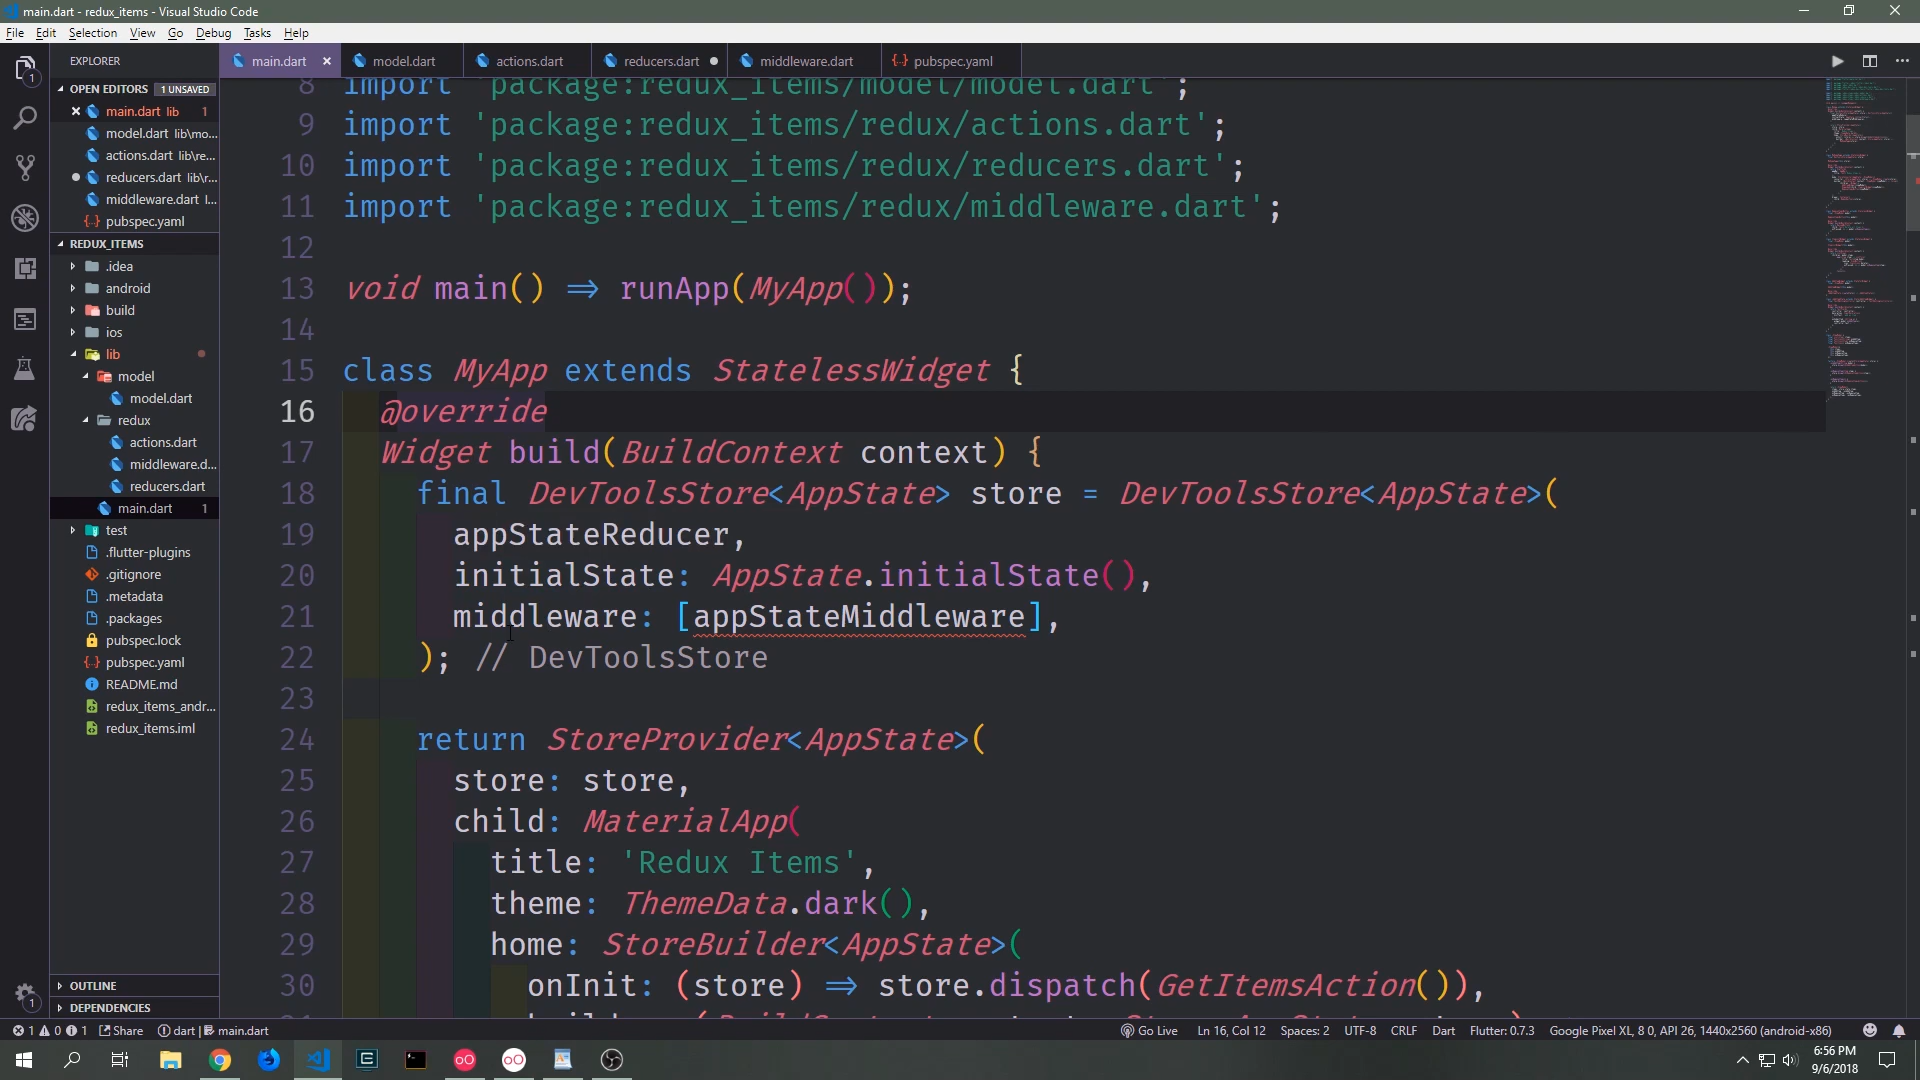 main.dart - redux_items - Visual Studio Code
File Edit Selection View Go Debug Tasks Help
EXPLORER
main.dart × model.dart actions.dart reducers.dart ● middleware.dart {·} pubspec.yaml
OPEN EDITORS 1 UNSAVED
main.dart lib 1
model.dart lib\mo...
actions.dart lib\re...
reducers.dart lib\r...
middleware.dart l...
pubspec.yaml
REDUX_ITEMS
.idea
android
build
ios
lib
model
model.dart
redux
actions.dart
middleware.d...
reducers.dart
main.dart 1
test
.flutter-plugins
.gitignore
.metadata
.packages
pubspec.lock
pubspec.yaml
README.md
redux_items_andr...
redux_items.iml
OUTLINE
DEPENDENCIES
8 import 'package:redux_items/model/model.dart';
9 import 'package:redux_items/redux/actions.dart';
10 import 'package:redux_items/redux/reducers.dart';
11 import 'package:redux_items/redux/middleware.dart';
12
13 void main() => runApp(MyApp());
14
15 class MyApp extends StatelessWidget {
16 @override
17 Widget build(BuildContext context) {
18 final DevToolsStore<AppState> store = DevToolsStore<AppState>(
19 appStateReducer,
20 initialState: AppState.initialState(),
21 middleware: [appStateMiddleware],
22 ); // DevToolsStore
23
24 return StoreProvider<AppState>(
25 store: store,
26 child: MaterialApp(
27 title: 'Redux Items',
28 theme: ThemeData.dark(),
29 home: StoreBuilder<AppState>(
30 onInit: (store) => store.dispatch(GetItemsAction()),
1 0 1 Share dart | main.dart Go Live Ln 16, Col 12 Spaces: 2 UTF-8 CRLF Dart Flutter: 0.7.3 Google Pixel XL, 8 0, API 26, 1440x2560 (android-x86)
6:56 PM
9/6/2018